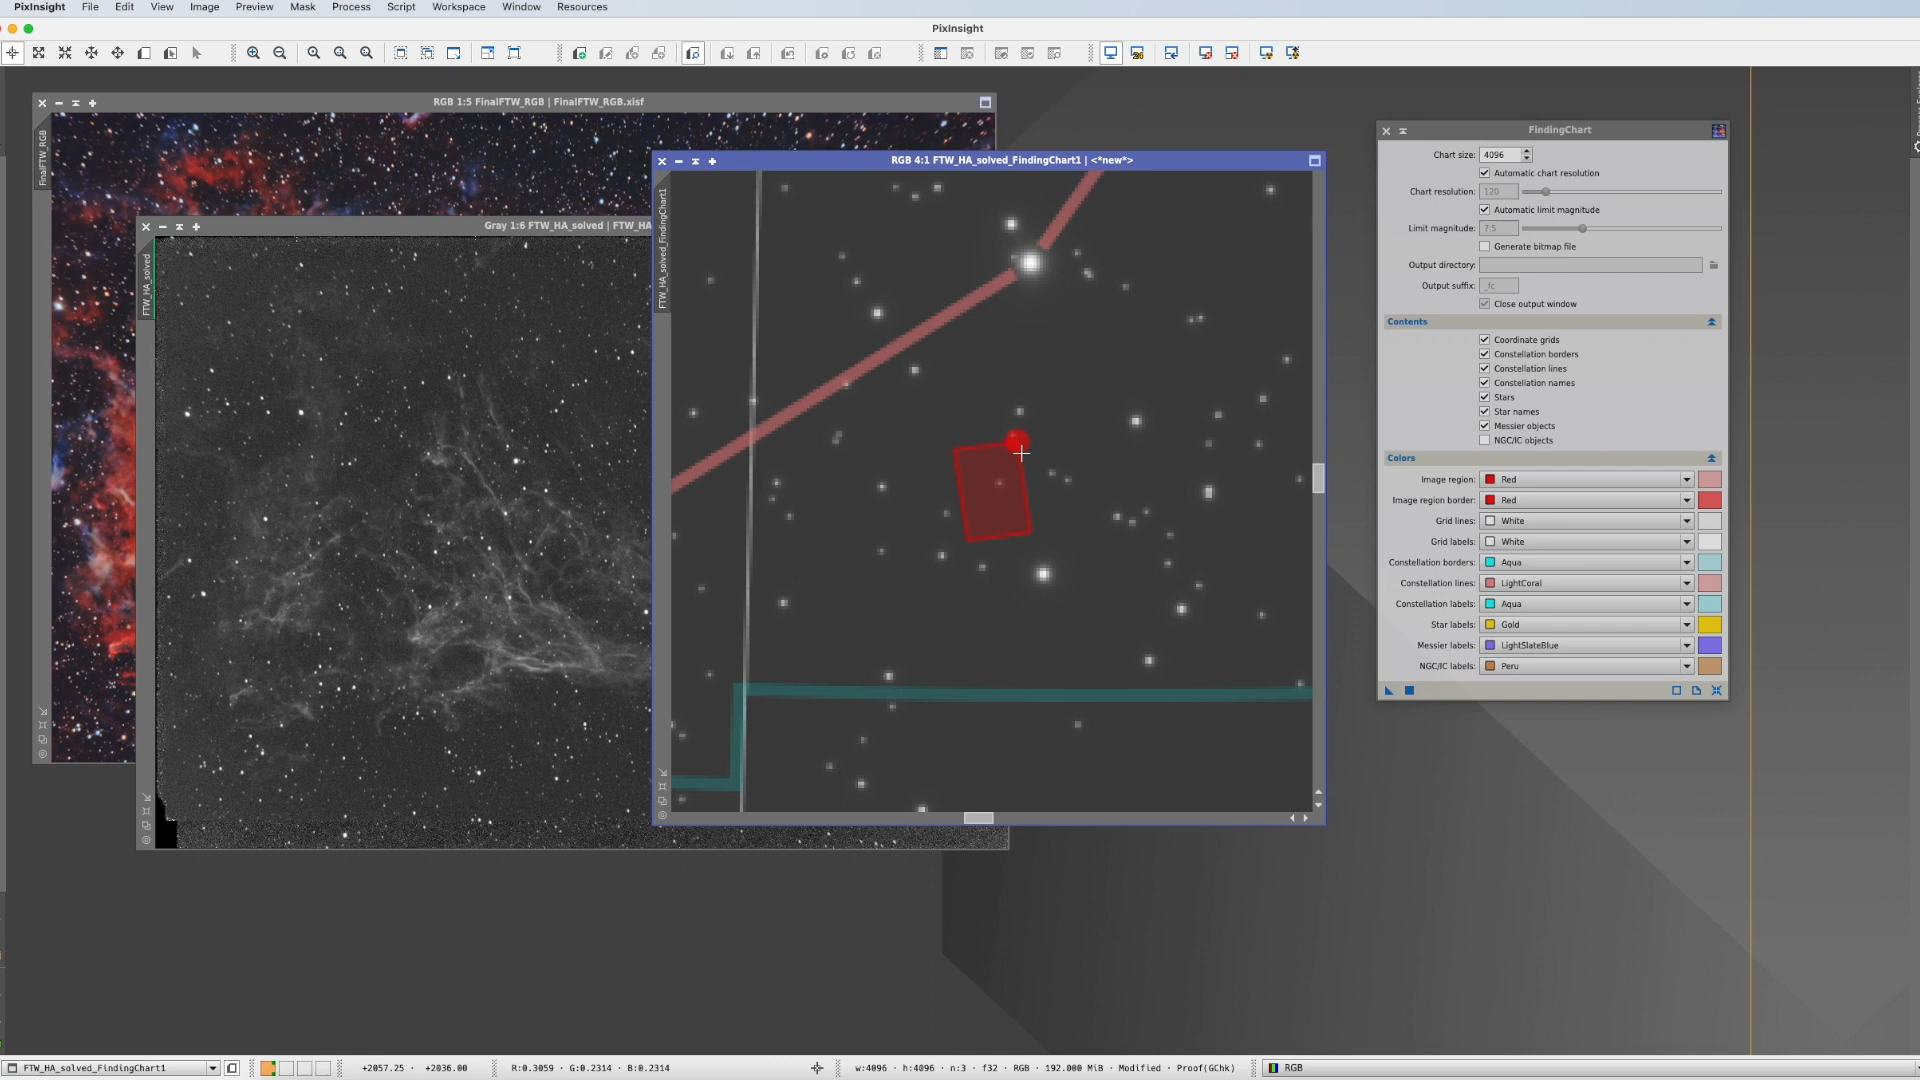 PixInsight File Edit View Image Preview Mask Process Script Workspace Window Resources
PixInsight
RGB 1:5 FinalFTW_RGB | FinalFTW_RGB.xisf
FinalFTW_RGB
Gray 1:6 FTW_HA_solved | FTW_HA
FTW_HA_solved
RGB 4:1 FTW_HA_solved_FindingChart1 | <*new*>
FTW_HA_solved_FindingChart1
FindingChart
Chart size: 4096
Automatic chart resolution
Chart resolution: 120
Automatic limit magnitude
Limit magnitude: 7.5
Generate bitmap file
Output directory:
Output suffix: _fc
Close output window
Contents
Coordinate grids
Constellation borders
Constellation lines
Constellation names
Stars
Star names
Messier objects
NGC/IC objects
Colors
Image region: Red
Image region border: Red
Grid lines: White
Grid labels: White
Constellation borders: Aqua
Constellation lines: LightCoral
Constellation labels: Aqua
Star labels: Gold
Messier labels: LightSlateBlue
NGC/IC labels: Peru
FTW_HA_solved_FindingChart1
+2057.25 · +2036.00
R:0.3059 · G:0.2314 · B:0.2314
w:4096 · h:4096 · n:3 · f32 · RGB · 192.000 MiB · Modified · Proof(GChk)
RGB